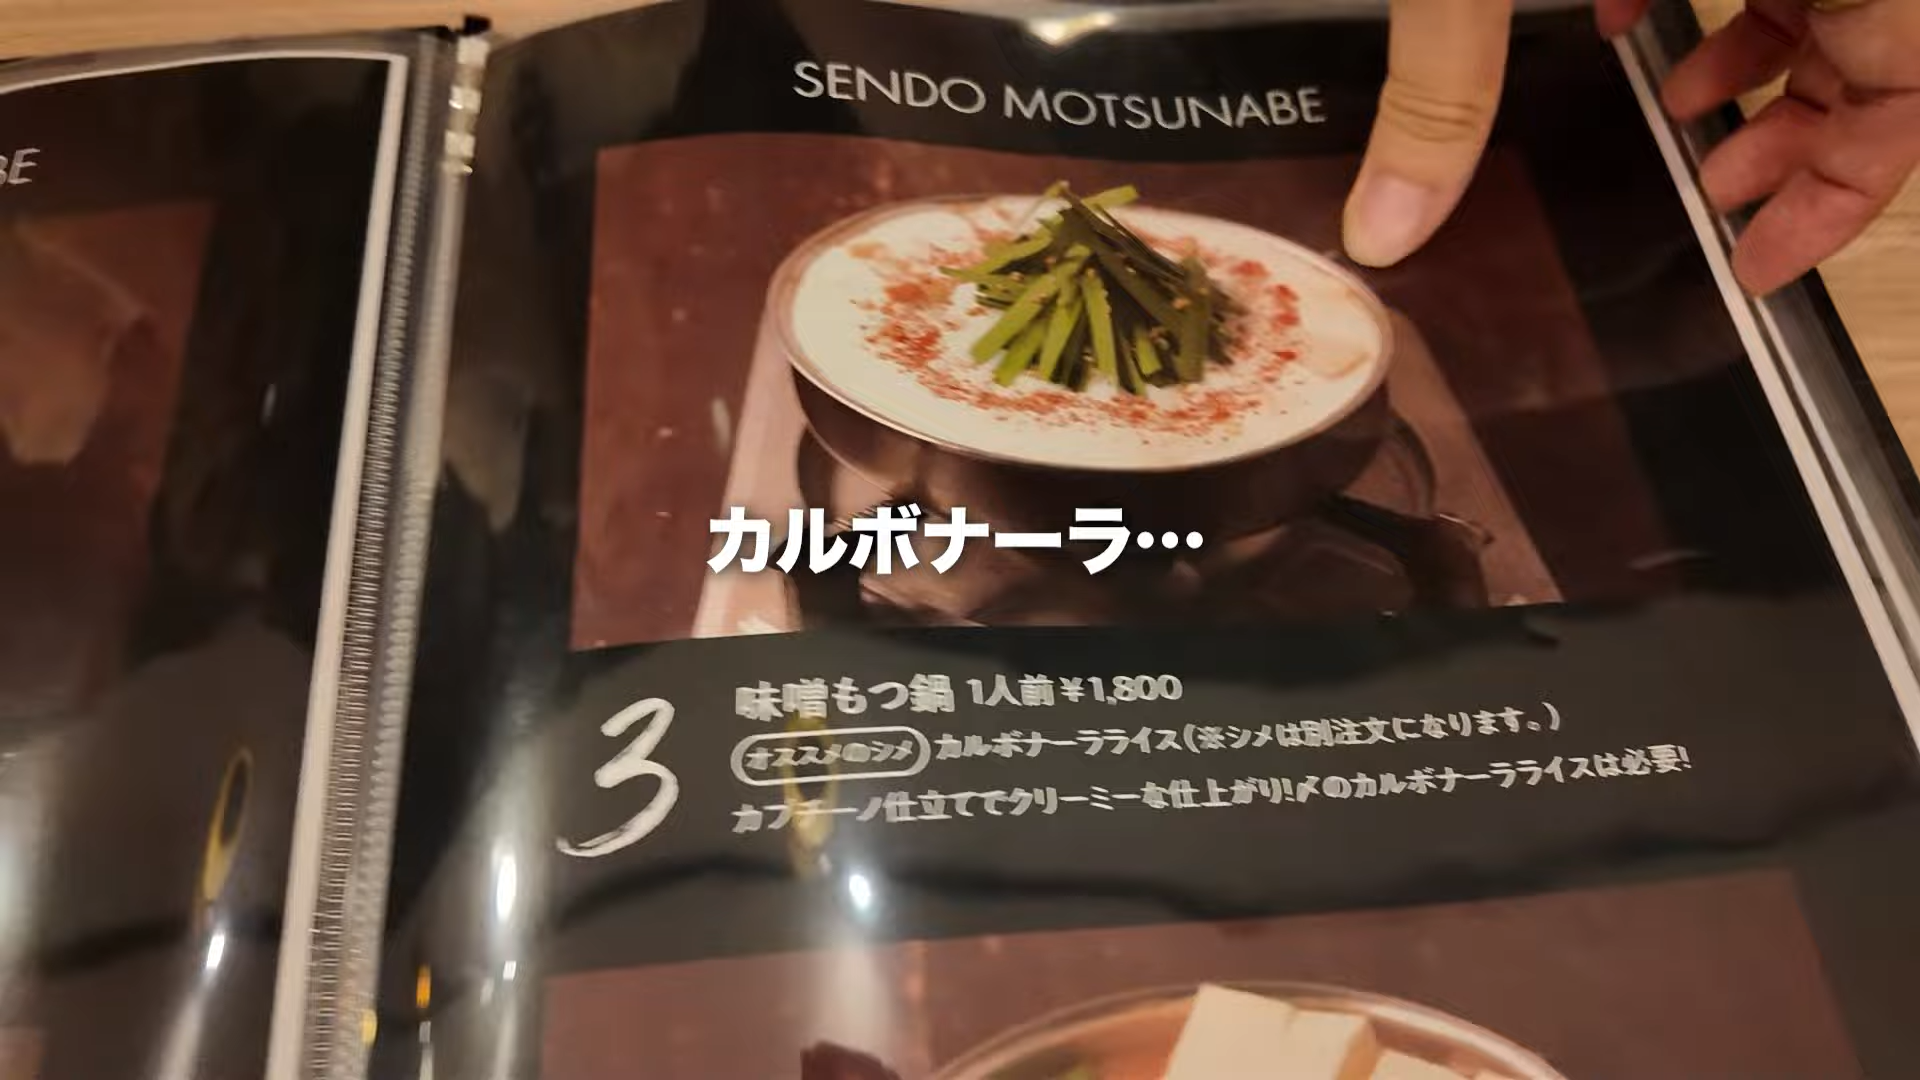 BE
SENDO MOTSUNABE
カルボナーラ…
3
味噌もつ鍋 1人前¥1,800
オススメのシメ カルボナーラライス(※シメは別注文になります。)
カプチーノ仕立てでクリーミーな仕上がり!〆のカルボナーラライスは必要!